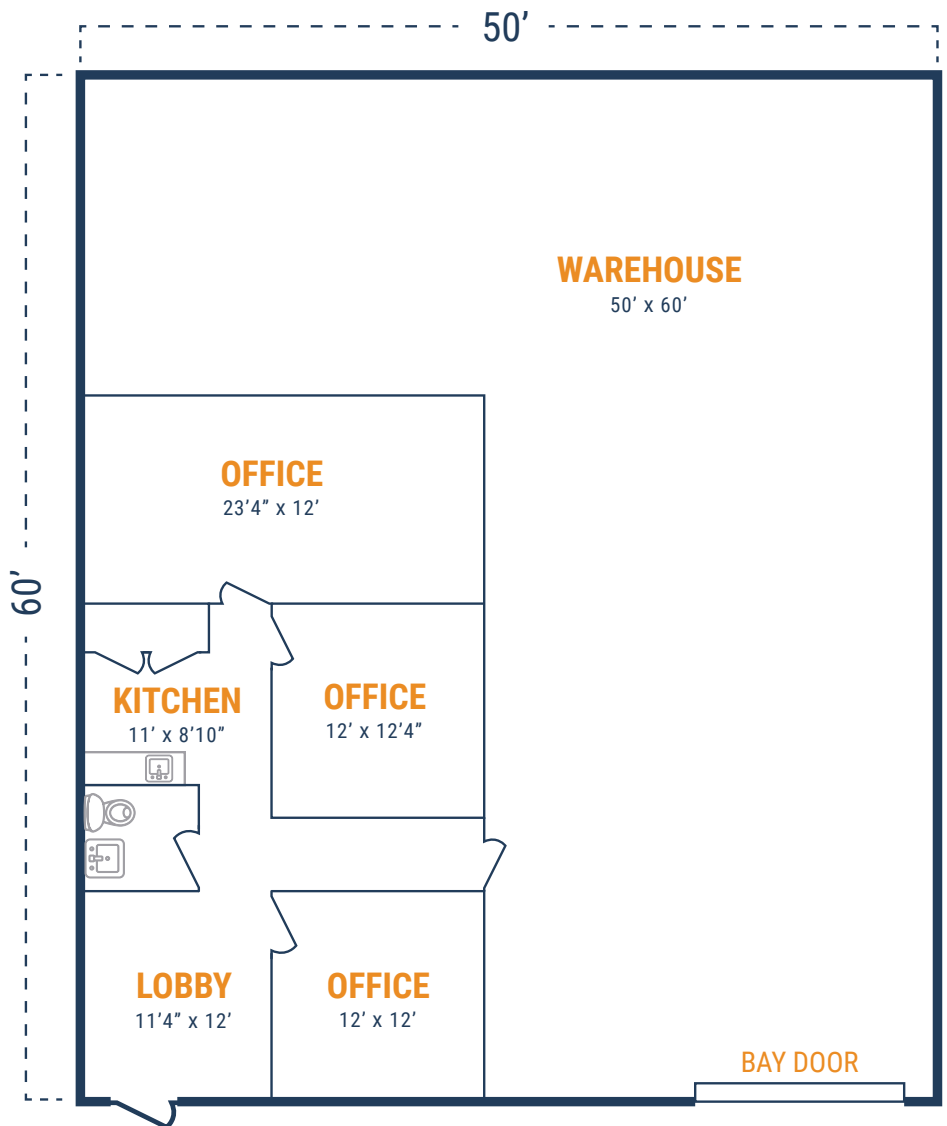 50’
WAREHOUSE
50’ x 60’
OFFICE
23’4” x 12’
60’
KITCHEN
11’ x 8’10”
OFFICE
12’ x 12’4”
LOBBY
11’4” x 12’
OFFICE
12’ x 12’
BAY DOOR